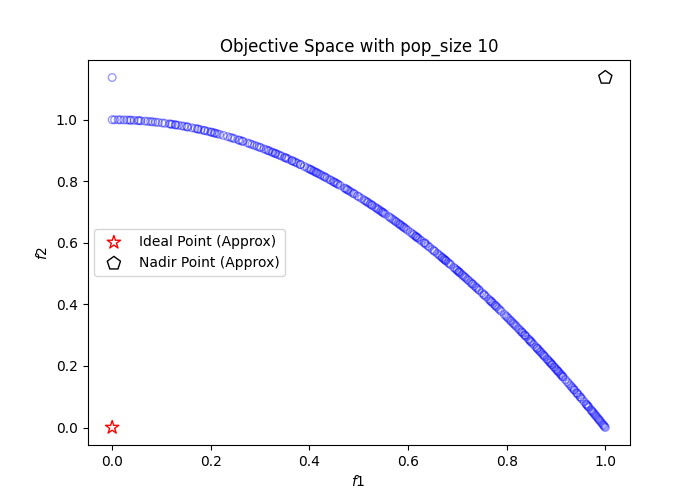 Objective Space with pop_size 10
1.0
0.8
0.6
0.4
0.2
0.0
f2
Ideal Point (Approx)
Nadir Point (Approx)
0.0 0.2 0.4 0.6 0.8 1.0
f1